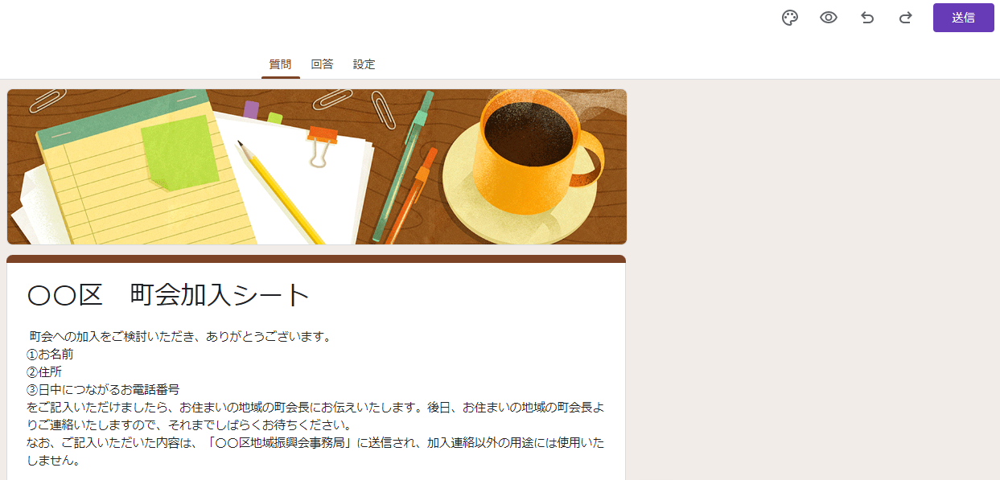 送信
質問 回答 設定
〇〇区　町会加入シート
町会への加入をご検討いただき、ありがとうございます。
①お名前
②住所
③日中につながるお電話番号
をご記入いただけましたら、お住まいの地域の町会長にお伝えいたします。後日、お住まいの地域の町会長よ
りご連絡いたしますので、それまでしばらくお待ちください。
なお、ご記入いただいた内容は、「〇〇区地域振興会事務局」に送信され、加入連絡以外の用途には使用いた
しません。